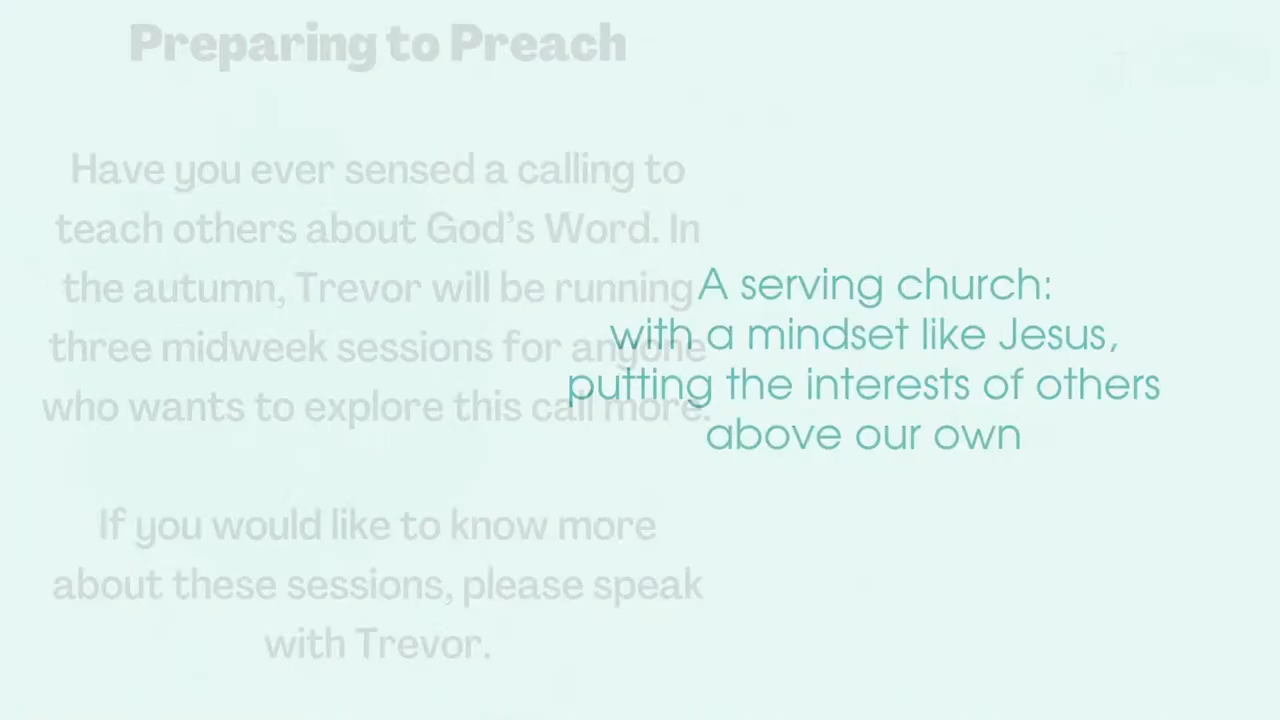 Preparing to Preach
Have you ever sensed a calling to
teach others about God's Word. In
the autumn, Trevor will be running
three midweek sessions for anyone
who wants to explore this call more.
If you would like to know more
about these sessions, please speak
with Trevor.
A serving church:
with a mindset like Jesus,
putting the interests of others
above our own